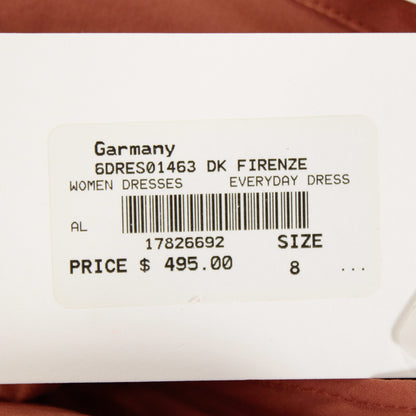 Garmany
6DRES01463 DK FIRENZE
WOMEN DRESSES EVERYDAY DRESS
AL
17826692 SIZE
PRICE $ 495.00 8 ...